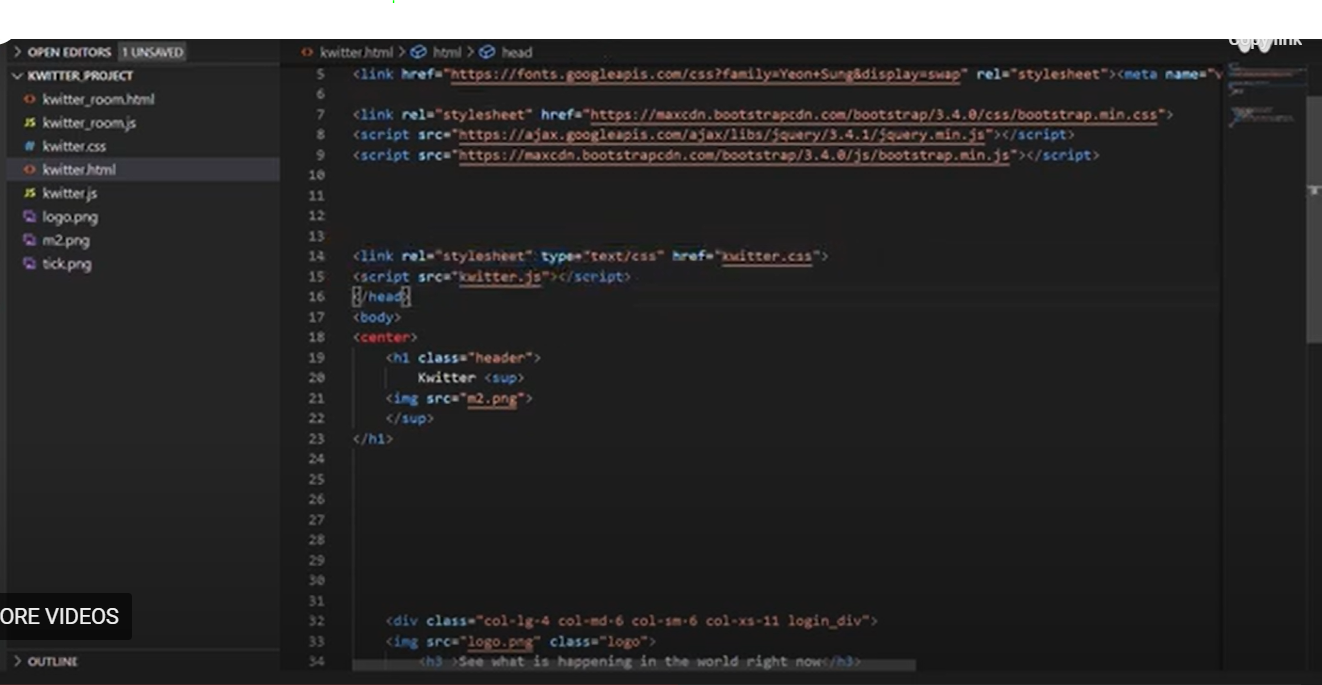 Copy link
OPEN EDITORS 1 UNSAVED
KWITTER_PROJECT
kwitter_room.html
JS kwitter_room.js
# kwitter.css
kwitter.html
JS kwitter.js
logo.png
m2.png
tick.png
ORE VIDEOS
OUTLINE
kwitter.html > html > head
5 <link href="https://fonts.googleapis.com/css?family=Yeon+Sung&display=swap" rel="stylesheet"><meta name="v
6
7 <link rel="stylesheet" href="https://maxcdn.bootstrapcdn.com/bootstrap/3.4.0/css/bootstrap.min.css">
8 <script src="https://ajax.googleapis.com/ajax/libs/jquery/3.4.1/jquery.min.js"></script>
9 <script src="https://maxcdn.bootstrapcdn.com/bootstrap/3.4.0/js/bootstrap.min.js"></script>
10
11
12
13
14 <link rel="stylesheet" type="text/css" href="kwitter.css">
15 <script src="kwitter.js"></script>
16 </head>
17 <body>
18 <center>
19 <h1 class="header">
20 Kwitter <sup>
21 <img src="m2.png">
22 </sup>
23 </h1>
24
25
26
27
28
29
30
31
32 <div class="col-lg-4 col-md-6 col-sm-6 col-xs-11 login_div">
33 <img src="logo.png" class="logo">
34 <h3 >See what is happening in the world right now</h3>